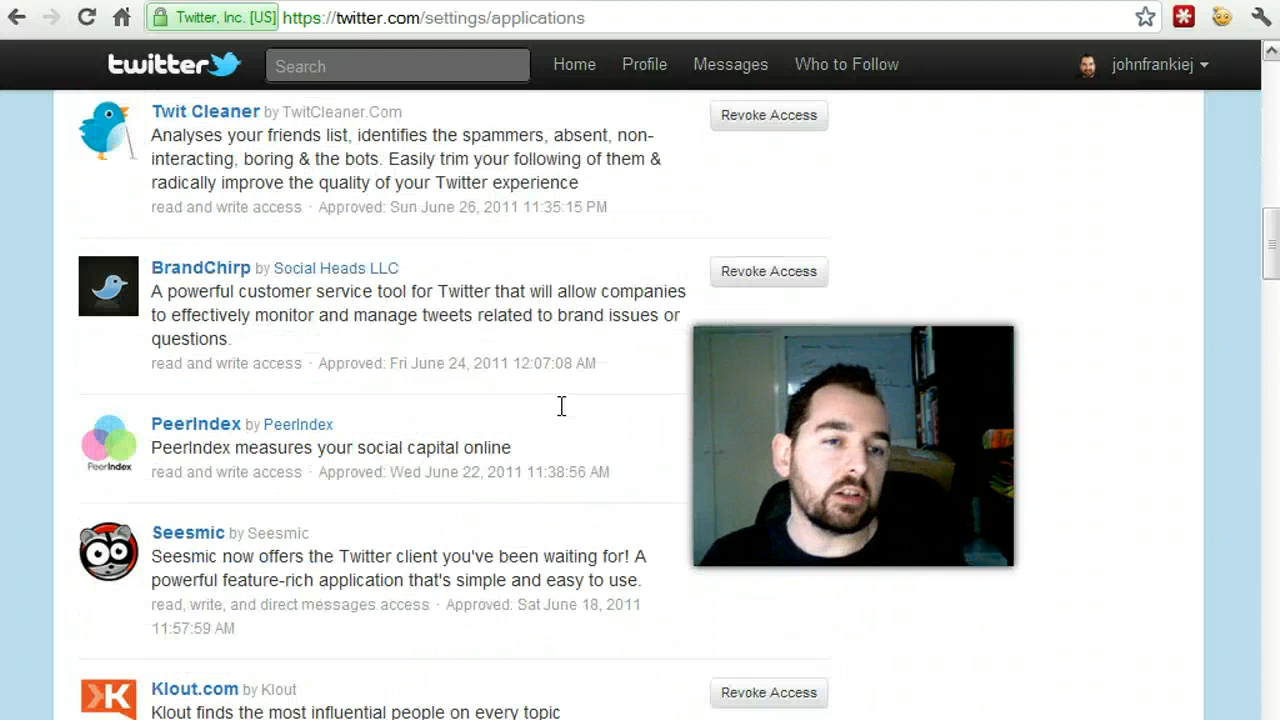 Twitter, Inc. [US] https://twitter.com/settings/applications
twitter Search Home Profile Messages Who to Follow johnfrankiej
Twit Cleaner by TwitCleaner.Com Revoke Access
Analyses your friends list, identifies the spammers, absent, non-
interacting, boring & the bots. Easily trim your following of them &
radically improve the quality of your Twitter experience
read and write access · Approved: Sun June 26, 2011 11:35:15 PM
BrandChirp by Social Heads LLC Revoke Access
A powerful customer service tool for Twitter that will allow companies
to effectively monitor and manage tweets related to brand issues or
questions.
read and write access · Approved: Fri June 24, 2011 12:07:08 AM
PeerIndex by PeerIndex
PeerIndex measures your social capital online
PeerIndex
read and write access · Approved: Wed June 22, 2011 11:38:56 AM
Seesmic by Seesmic
Seesmic now offers the Twitter client you've been waiting for! A
powerful feature-rich application that's simple and easy to use.
read, write, and direct messages access · Approved: Sat June 18, 2011
11:57:59 AM
K
Klout.com by Klout Revoke Access
Klout finds the most influential people on every topic